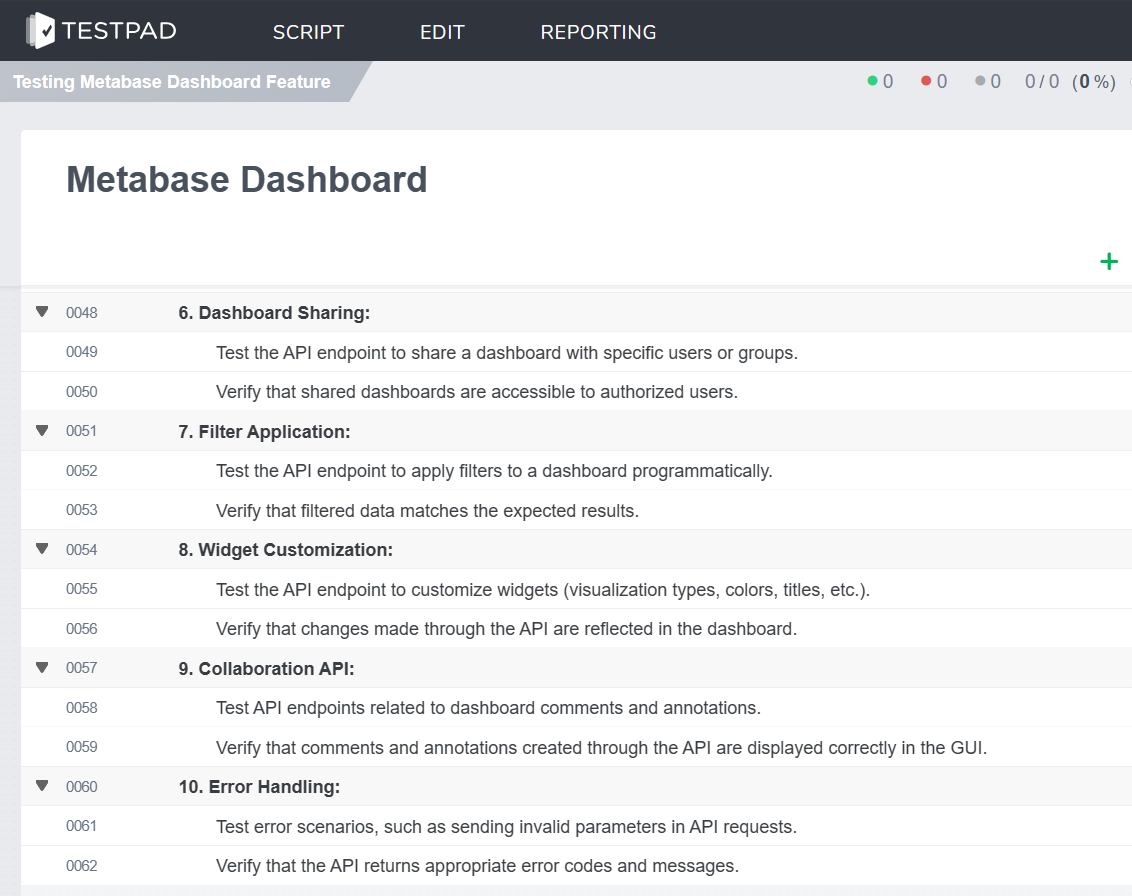 TESTPAD SCRIPT EDIT REPORTING
Testing Metabase Dashboard Feature 0 0 0 0 / 0 (0 %)
Metabase Dashboard
0048 6. Dashboard Sharing:
0049 Test the API endpoint to share a dashboard with specific users or groups.
0050 Verify that shared dashboards are accessible to authorized users.
0051 7. Filter Application:
0052 Test the API endpoint to apply filters to a dashboard programmatically.
0053 Verify that filtered data matches the expected results.
0054 8. Widget Customization:
0055 Test the API endpoint to customize widgets (visualization types, colors, titles, etc.).
0056 Verify that changes made through the API are reflected in the dashboard.
0057 9. Collaboration API:
0058 Test API endpoints related to dashboard comments and annotations.
0059 Verify that comments and annotations created through the API are displayed correctly in the GUI.
0060 10. Error Handling:
0061 Test error scenarios, such as sending invalid parameters in API requests.
0062 Verify that the API returns appropriate error codes and messages.